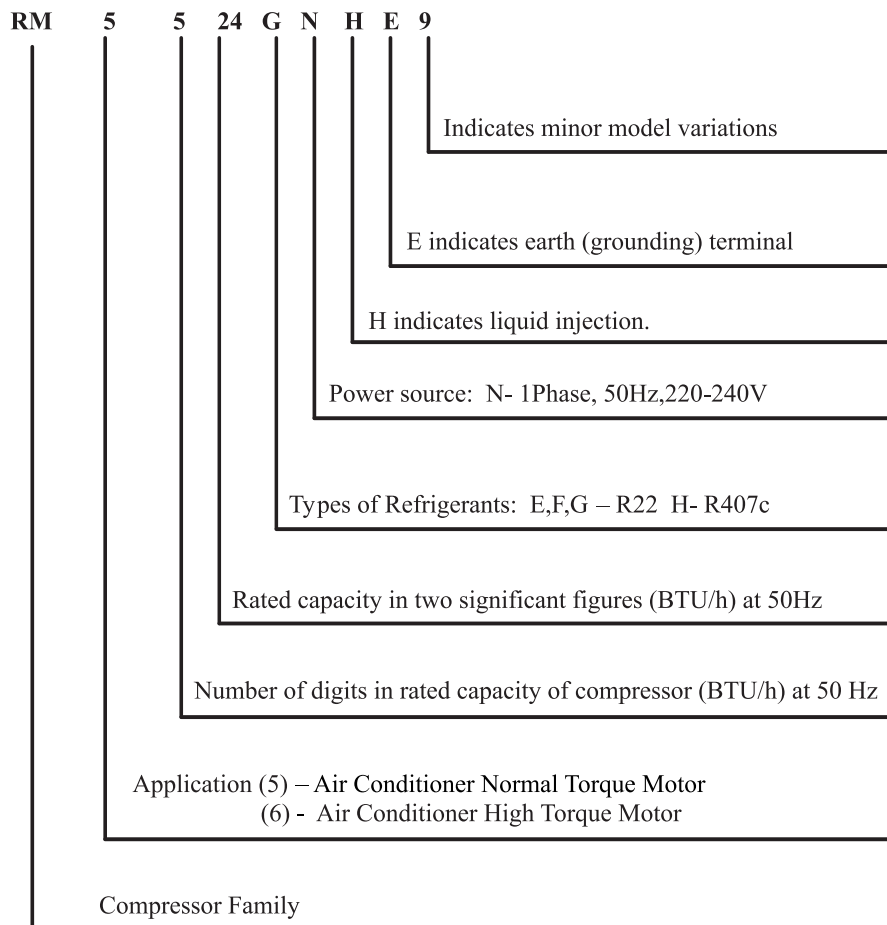 RM 5 5 24 G N H E 9
Indicates minor model variations
E indicates earth (grounding) terminal
H indicates liquid injection.
Power source: N- 1Phase, 50Hz,220-240V
Types of Refrigerants: E,F,G – R22 H- R407c
Rated capacity in two significant figures (BTU/h) at 50Hz
Number of digits in rated capacity of compressor (BTU/h) at 50 Hz
Application (5) – Air Conditioner Normal Torque Motor
(6) - Air Conditioner High Torque Motor
Compressor Family